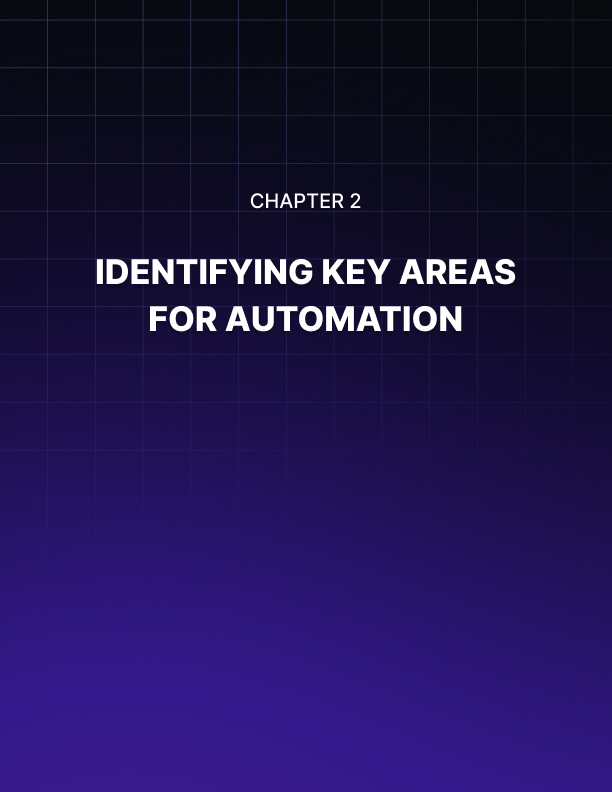 CHAPTER 2
IDENTIFYING KEY AREAS
FOR AUTOMATION